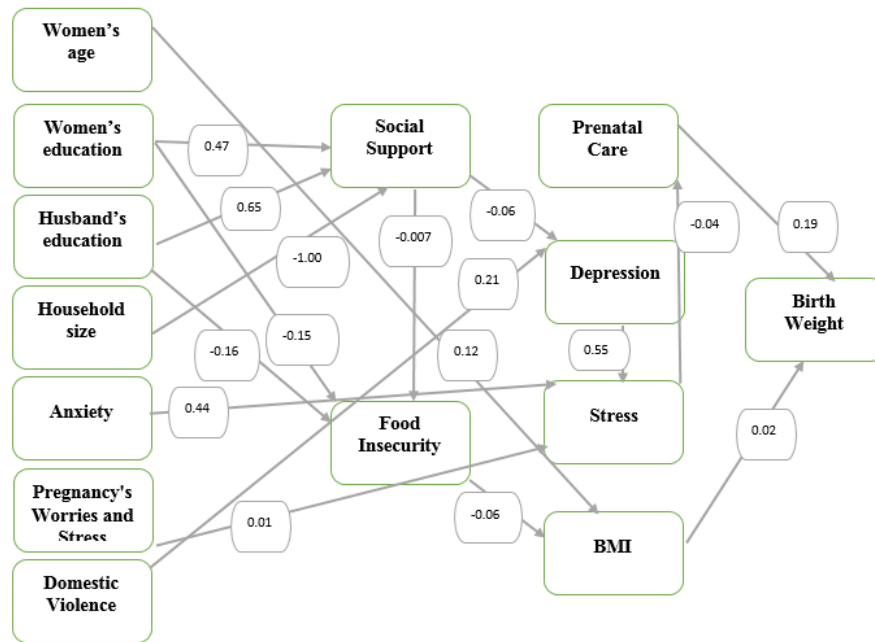 Women's
age
Women's
education
Husband's
education
Household
size
Anxiety
Pregnancy's
Worries and
Stress
Domestic
Violence
Social
Support
Food
Insecurity
Prenatal
Care
Depression
Stress
BMI
Birth
Weight
0.47
0.65
-1.00
-0.16
-0.15
0.44
0.01
-0.007
-0.06
0.21
0.12
0.55
-0.06
-0.04
0.19
0.02